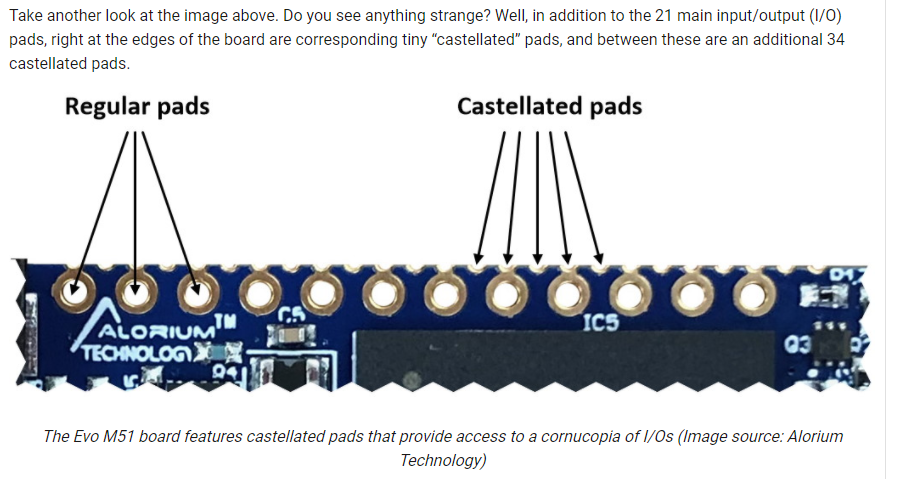 Take another look at the image above. Do you see anything strange? Well, in addition to the 21 main input/output (I/O)
pads, right at the edges of the board are corresponding tiny “castellated” pads, and between these are an additional 34
castellated pads.
Regular pads
Castellated pads
ALORIUM™
TECHNOLOGY
C5
IC5
Q4
Q3
The Evo M51 board features castellated pads that provide access to a cornucopia of I/Os (Image source: Alorium
Technology)